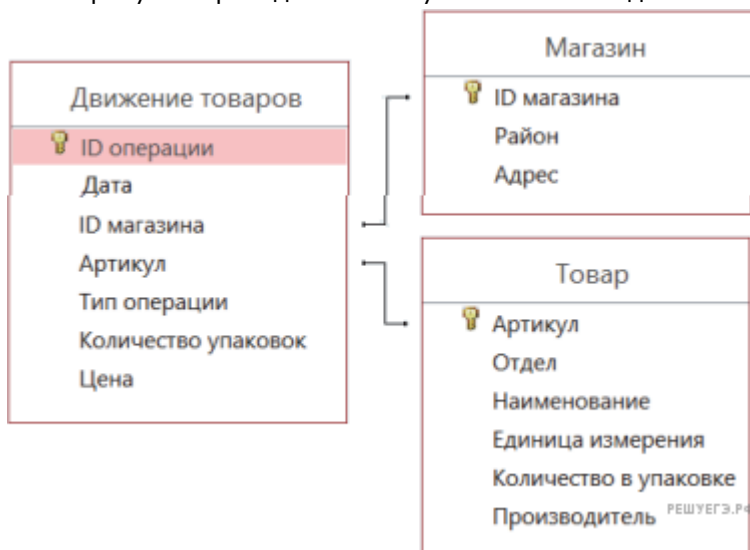 Движение товаров
ID операции
Дата
ID магазина
Артикул
Тип операции
Количество упаковок
Цена
Магазин
ID магазина
Район
Адрес
Товар
Артикул
Отдел
Наименование
Единица измерения
Количество в упаковке
Производитель